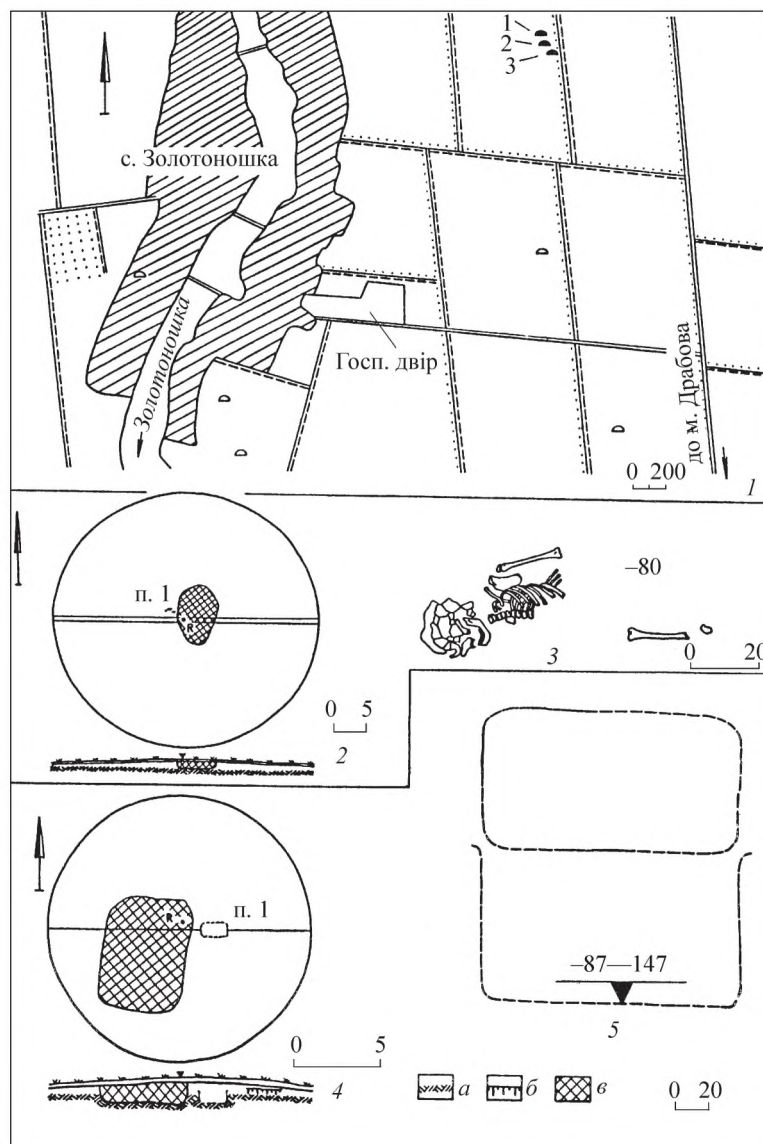 1
2
3
с. Золотоношка
Золотоношка
Госп. двір
до м. Драбова
0 200
1
п. 1
R
0 5
2
–80
3
0 20
п. 1
R
0 5
4
–87—147
5
а б в
0 20